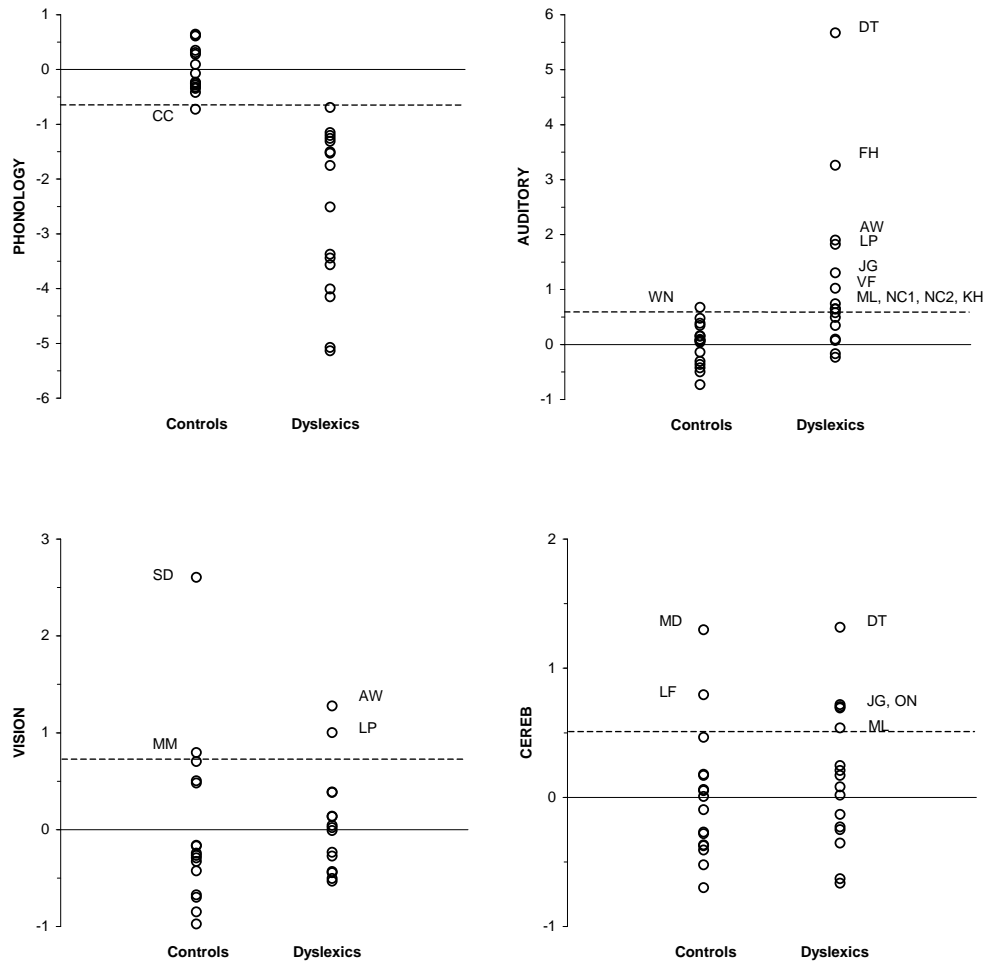 1
0
-1
-2
-3
-4
-5
-6
PHONOLOGY
CC
Controls Dyslexics
6
5
4
3
2
1
0
-1
AUDITORY
DT
FH
AW
LP
JG
VF
WN
ML, NC1, NC2, KH
Controls Dyslexics
3
2
1
0
-1
VISION
SD
AW
LP
MM
Controls Dyslexics
2
1
0
-1
CEREB
MD
DT
LF
JG, ON
ML
Controls Dyslexics